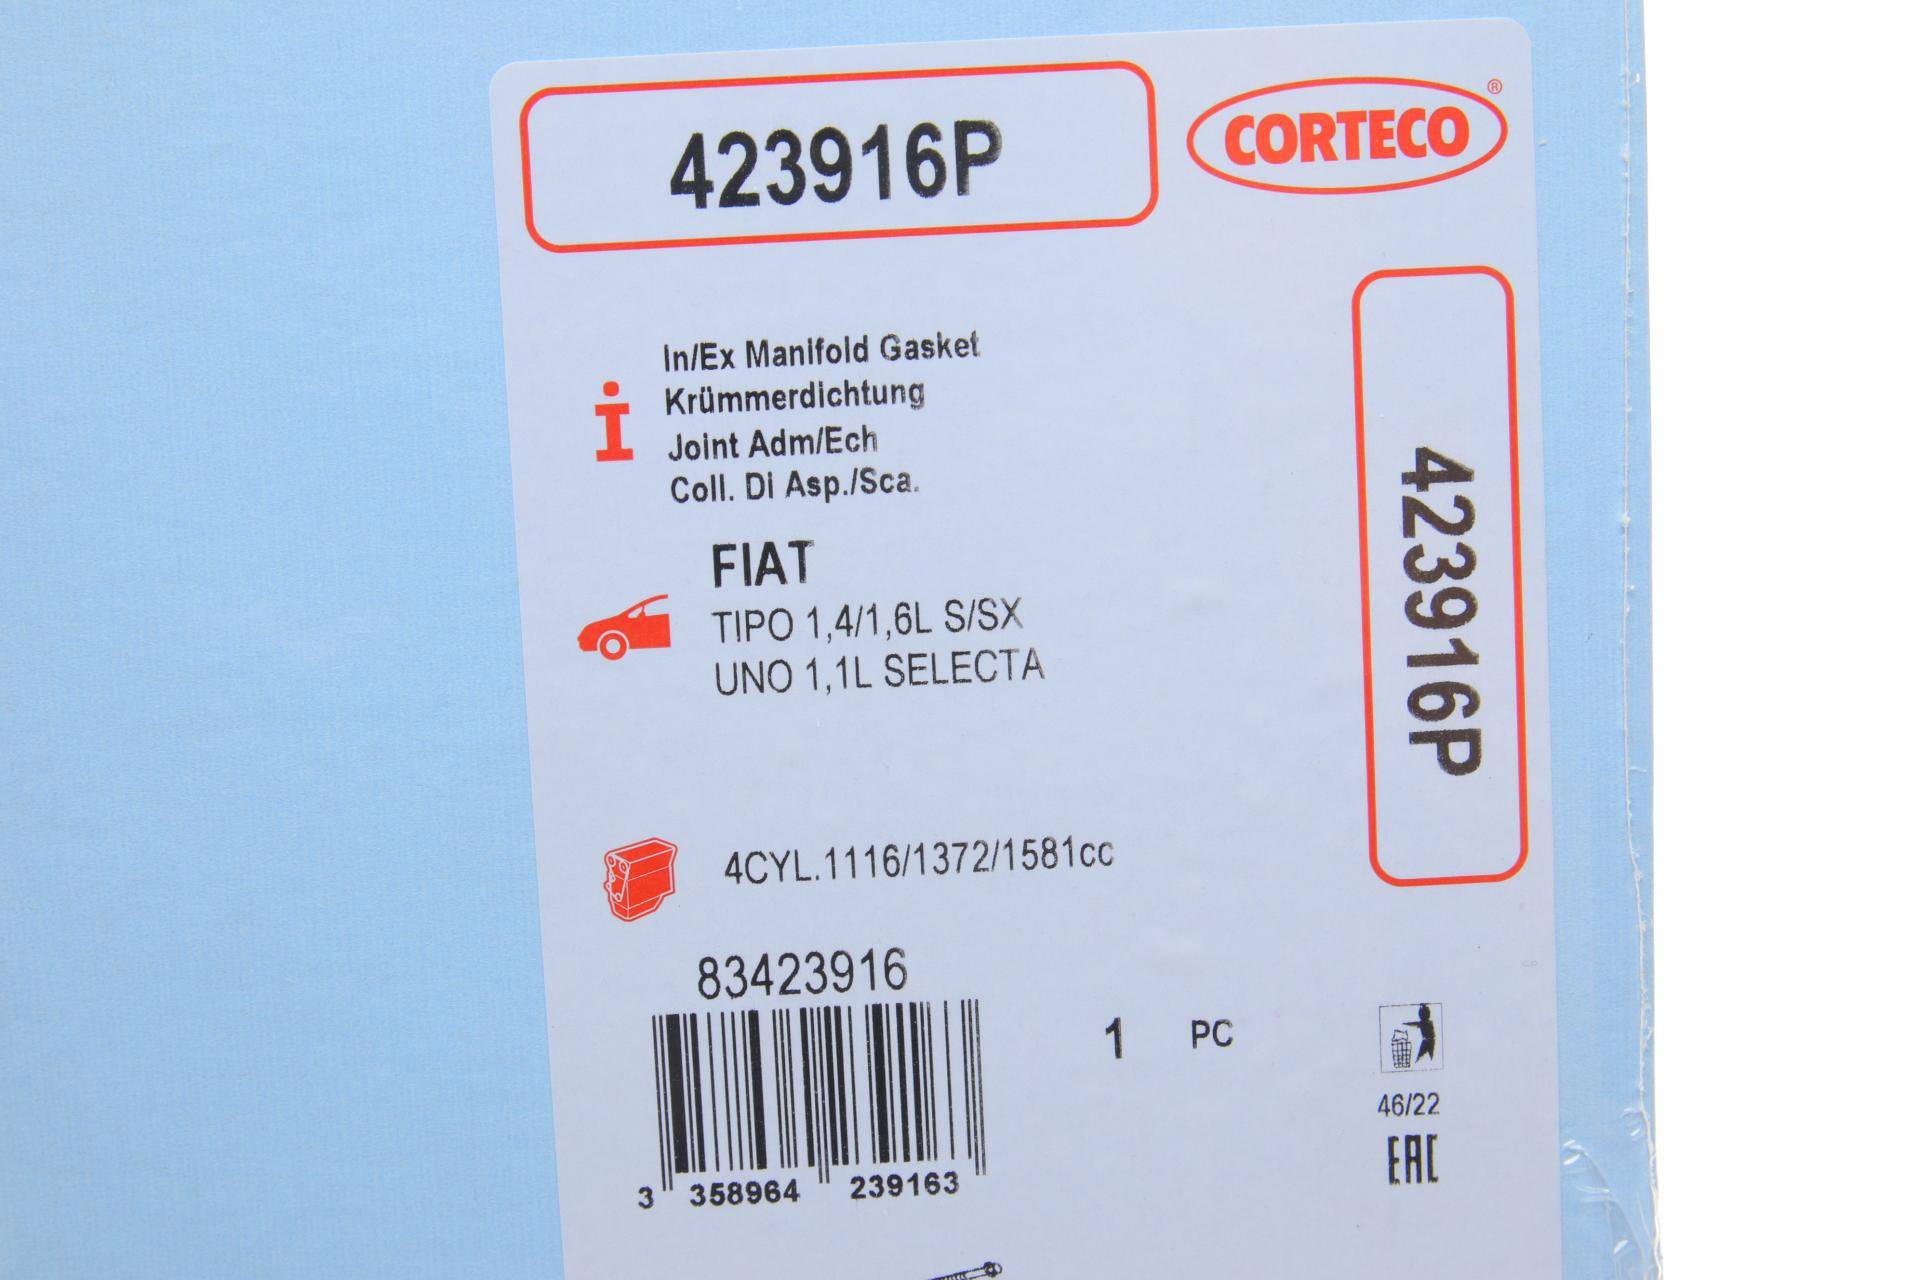 423916P
CORTECO®
In/Ex Manifold Gasket
Krümmerdichtung
Joint Adm/Ech
Coll. Di Asp./Sca.
423916P
FIAT
TIPO 1,4/1,6L S/SX
UNO 1,1L SELECTA
4CYL.1116/1372/1581cc
83423916
1 PC
46/22
EAC
3 358964 239163